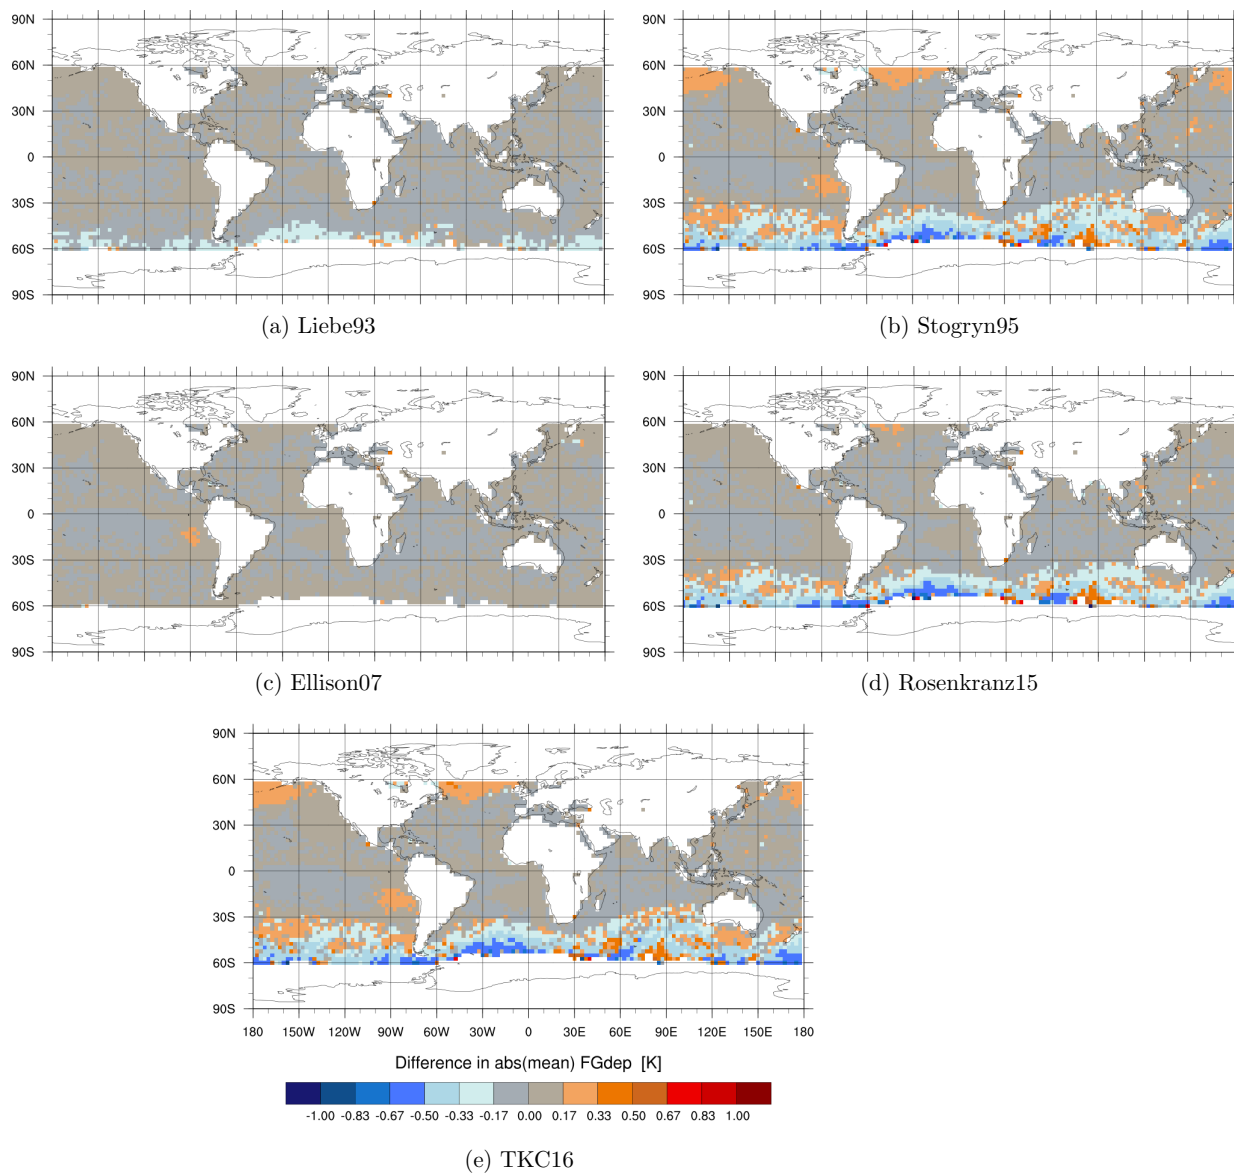 90N
60N
30N
0
30S
60S
90S
(a) Liebe93
90N
60N
30N
0
30S
60S
90S
(b) Stogryn95
90N
60N
30N
0
30S
60S
90S
(c) Ellison07
90N
60N
30N
0
30S
60S
90S
(d) Rosenkranz15
90N
60N
30N
0
30S
60S
90S
180 150W 120W 90W 60W 30W 0 30E 60E 90E 120E 150E 180
Difference in abs(mean) FGdep [K]
-1.00 -0.83 -0.67 -0.50 -0.33 -0.17 0.00 0.17 0.33 0.50 0.67 0.83 1.00
(e) TKC16